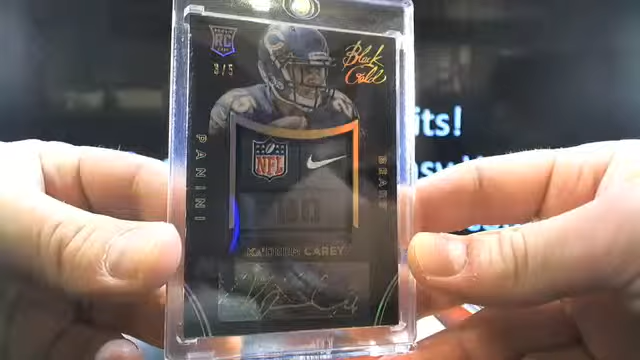 RC
3/5
Black
Gold
PANINI
NFL
BEARS
KA'DEEM CAREY
its!